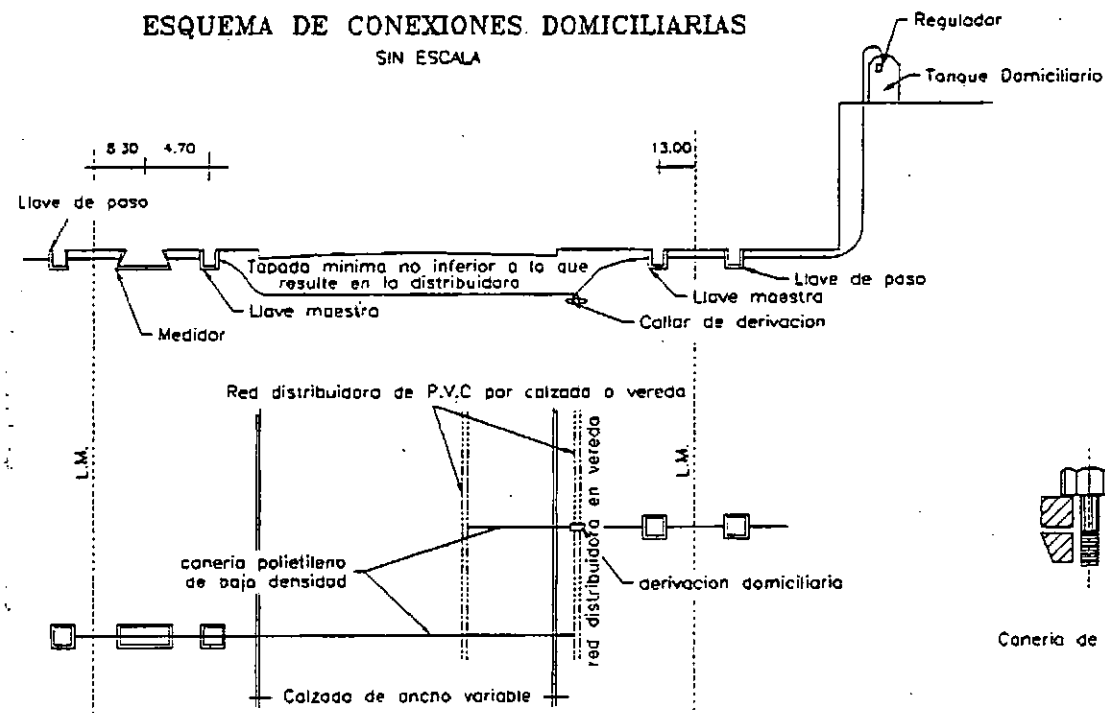 ESQUEMA DE CONEXIONES DOMICILIARIAS
SIN ESCALA
Regulador
Tanque Domiciliario
8.30
4.70
13.00
Llave de paso
Tapada minima no inferior a la que
resulte en la distribuidora
Llave de paso
Llave maestra
Llave maestra
Collar de derivacion
Medidor
Red distribuidora de P.V.C por calzada o vereda
L.M.
red distribuidora en vereda
L.M.
caneria polietileno
de baja densidad
derivacion domiciliaria
Caneria de
Calzada de ancho variable